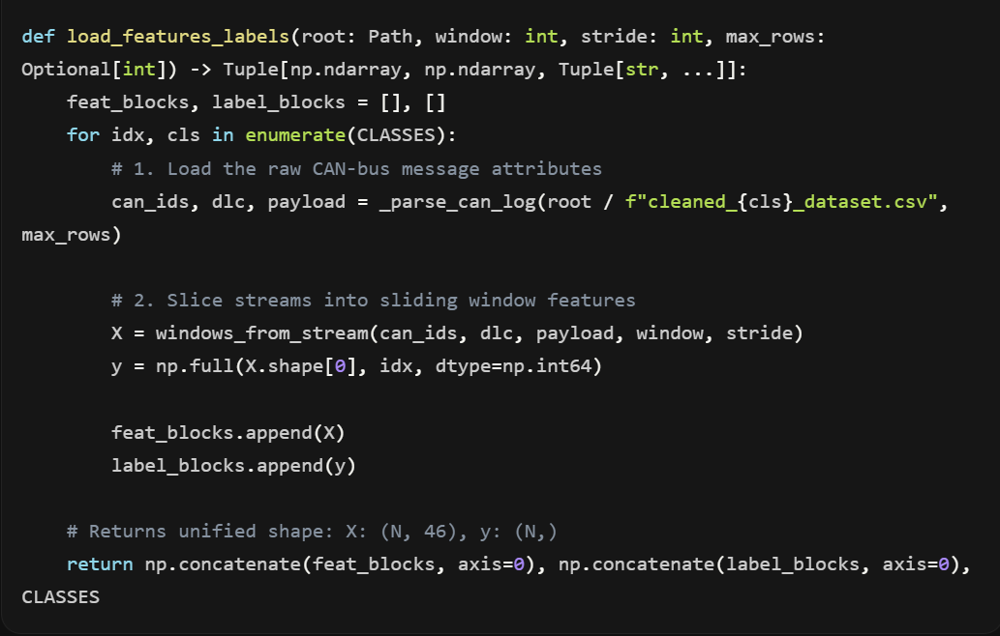 def load_features_labels(root: Path, window: int, stride: int, max_rows:
Optional[int]) -> Tuple[np.ndarray, np.ndarray, Tuple[str, ...]]:
    feat_blocks, label_blocks = [], []
    for idx, cls in enumerate(CLASSES):
        # 1. Load the raw CAN-bus message attributes
        can_ids, dlc, payload = _parse_can_log(root / f"cleaned_{cls}_dataset.csv",
max_rows)

        # 2. Slice streams into sliding window features
        X = windows_from_stream(can_ids, dlc, payload, window, stride)
        y = np.full(X.shape[0], idx, dtype=np.int64)

        feat_blocks.append(X)
        label_blocks.append(y)

    # Returns unified shape: X: (N, 46), y: (N,)
    return np.concatenate(feat_blocks, axis=0), np.concatenate(label_blocks, axis=0),
CLASSES